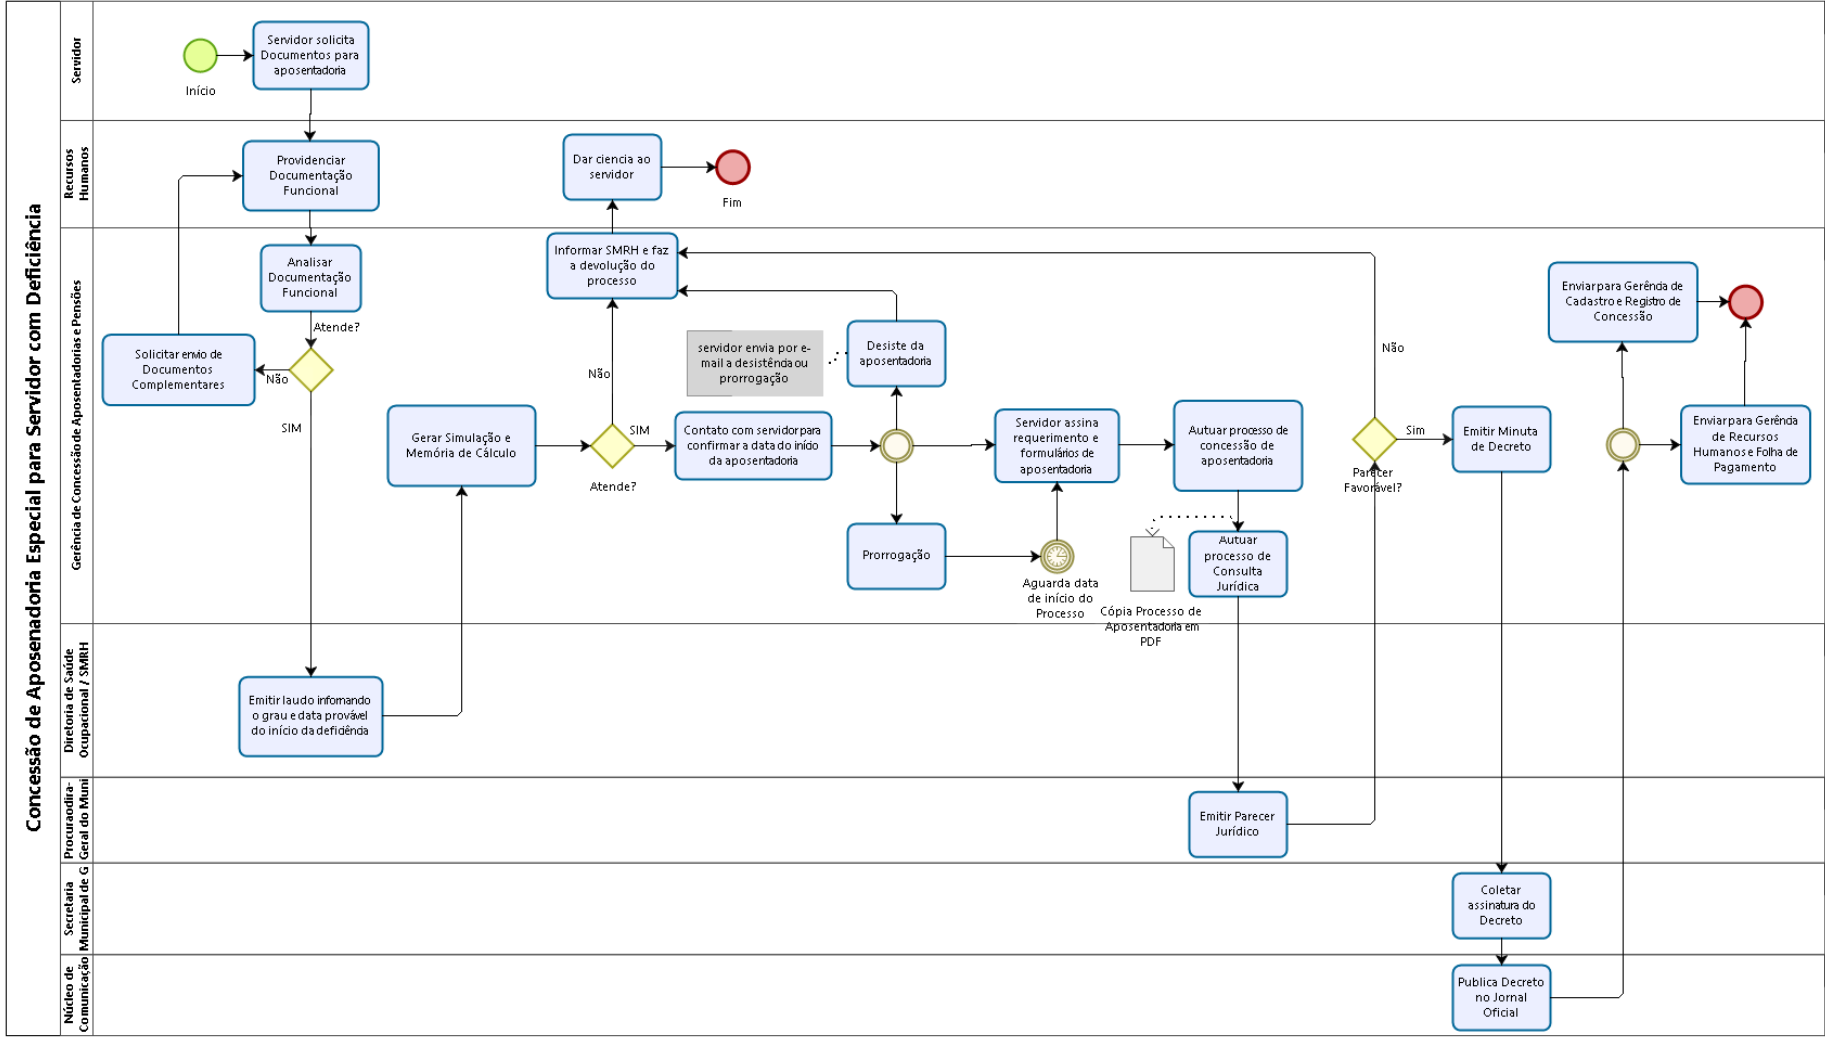 Concessão de Aposenadoria Especial para Servidor com Deficiência
Servidor
Início
Servidor solicita
Documentos para
aposentadoria
Recursos
Humanos
Providenciar
Documentação
Funcional
Dar ciencia ao
servidor
Fim
Gerência de Concessão de Aposentadorias e Pensões
Analisar
Documentação
Funcional
Atende?
Não
SIM
Solicitar envio de
Documentos
Complementares
Informar SMRH e faz
a devolução do
processo
Gerar Simulação e
Memória de Cálculo
Não
SIM
Atende?
Contato com servidor para
confirmar a data do início
da aposentadoria
servidor envia por e-
mail a desistência ou
prorrogação
Desiste da
aposentadoria
Prorrogação
Aguarda data
de início do
Processo
Servidor assina
requerimento e
formulários de
aposentadoria
Autuar processo de
concessão de
aposentadoria
Autuar
processo de
Consulta
Jurídica
Cópia Processo de
Aposentadoria em
PDF
Não
Sim
Parecer
Favorável?
Emitir Minuta
de Decreto
Enviar para Gerência de
Cadastro e Registro de
Concessão
Enviar para Gerência
de Recursos
Humanos e Folha de
Pagamento
Diretoria de Saúde
Ocupacional / SMRH
Emitir laudo infornando
o grau e data provável
do início da deficiência
Procuraodira-
Geral do Muni
Emitir Parecer
Jurídico
Secretaria
Municipal de G
Coletar
assinatura do
Decreto
Núcleo de
Comunicação
Publica Decreto
no Jornal
Oficial